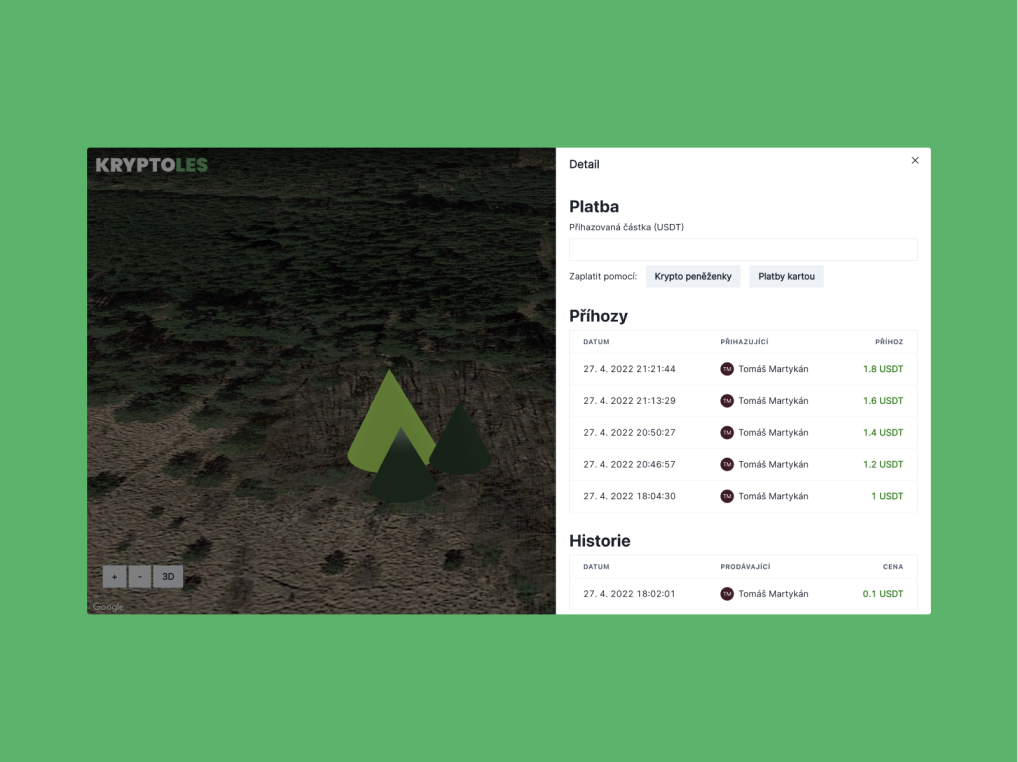 KRYPTOLES
+ - 3D
Google
Detail
Platba
Přihazovaná částka (USDT)
Zaplatit pomocí: Krypto peněženky Platby kartou
Příhozy
DATUM PŘIHAZUJÍCÍ PŘÍHOZ
27. 4. 2022 21:21:44 TM Tomáš Martykán 1.8 USDT
27. 4. 2022 21:13:29 TM Tomáš Martykán 1.6 USDT
27. 4. 2022 20:50:27 TM Tomáš Martykán 1.4 USDT
27. 4. 2022 20:46:57 TM Tomáš Martykán 1.2 USDT
27. 4. 2022 18:04:30 TM Tomáš Martykán 1 USDT
Historie
DATUM PRODÁVAJÍCÍ CENA
27. 4. 2022 18:02:01 TM Tomáš Martykán 0.1 USDT